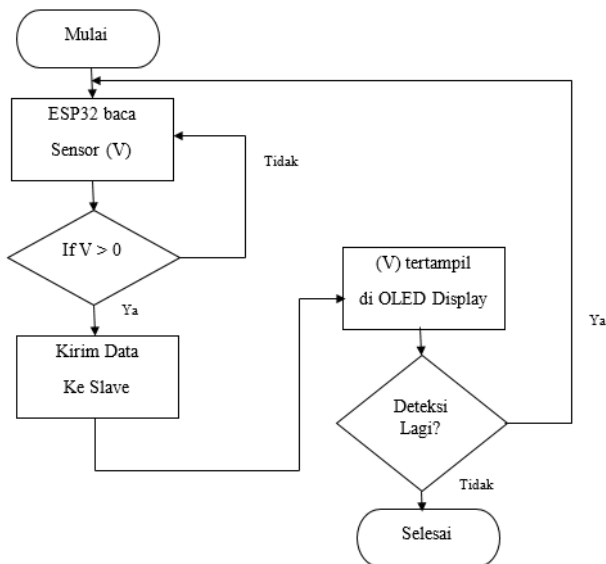 Mulai
ESP32 baca
Sensor (V)
Tidak
If V > 0
Ya
Kirim Data
Ke Slave
(V) tertampil
di OLED Display
Ya
Deteksi
Lagi?
Tidak
Selesai